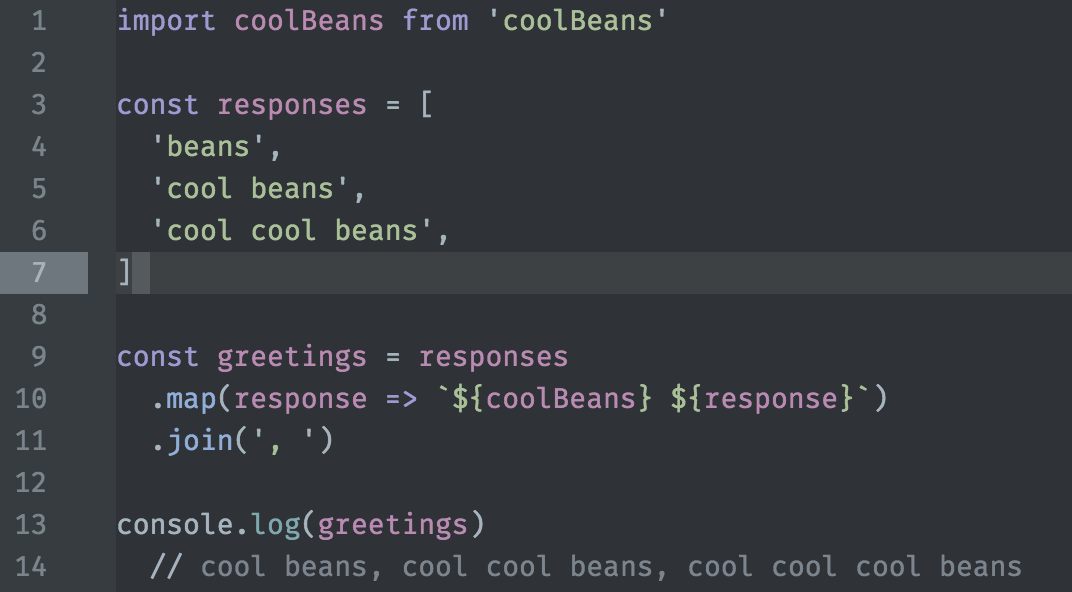 1 import coolBeans from 'coolBeans'
2
3 const responses = [
4   'beans',
5   'cool beans',
6   'cool cool beans',
7 ]
8
9 const greetings = responses
10   .map(response => `${coolBeans} ${response}`)
11   .join(', ')
12
13 console.log(greetings)
14   // cool beans, cool cool beans, cool cool cool beans